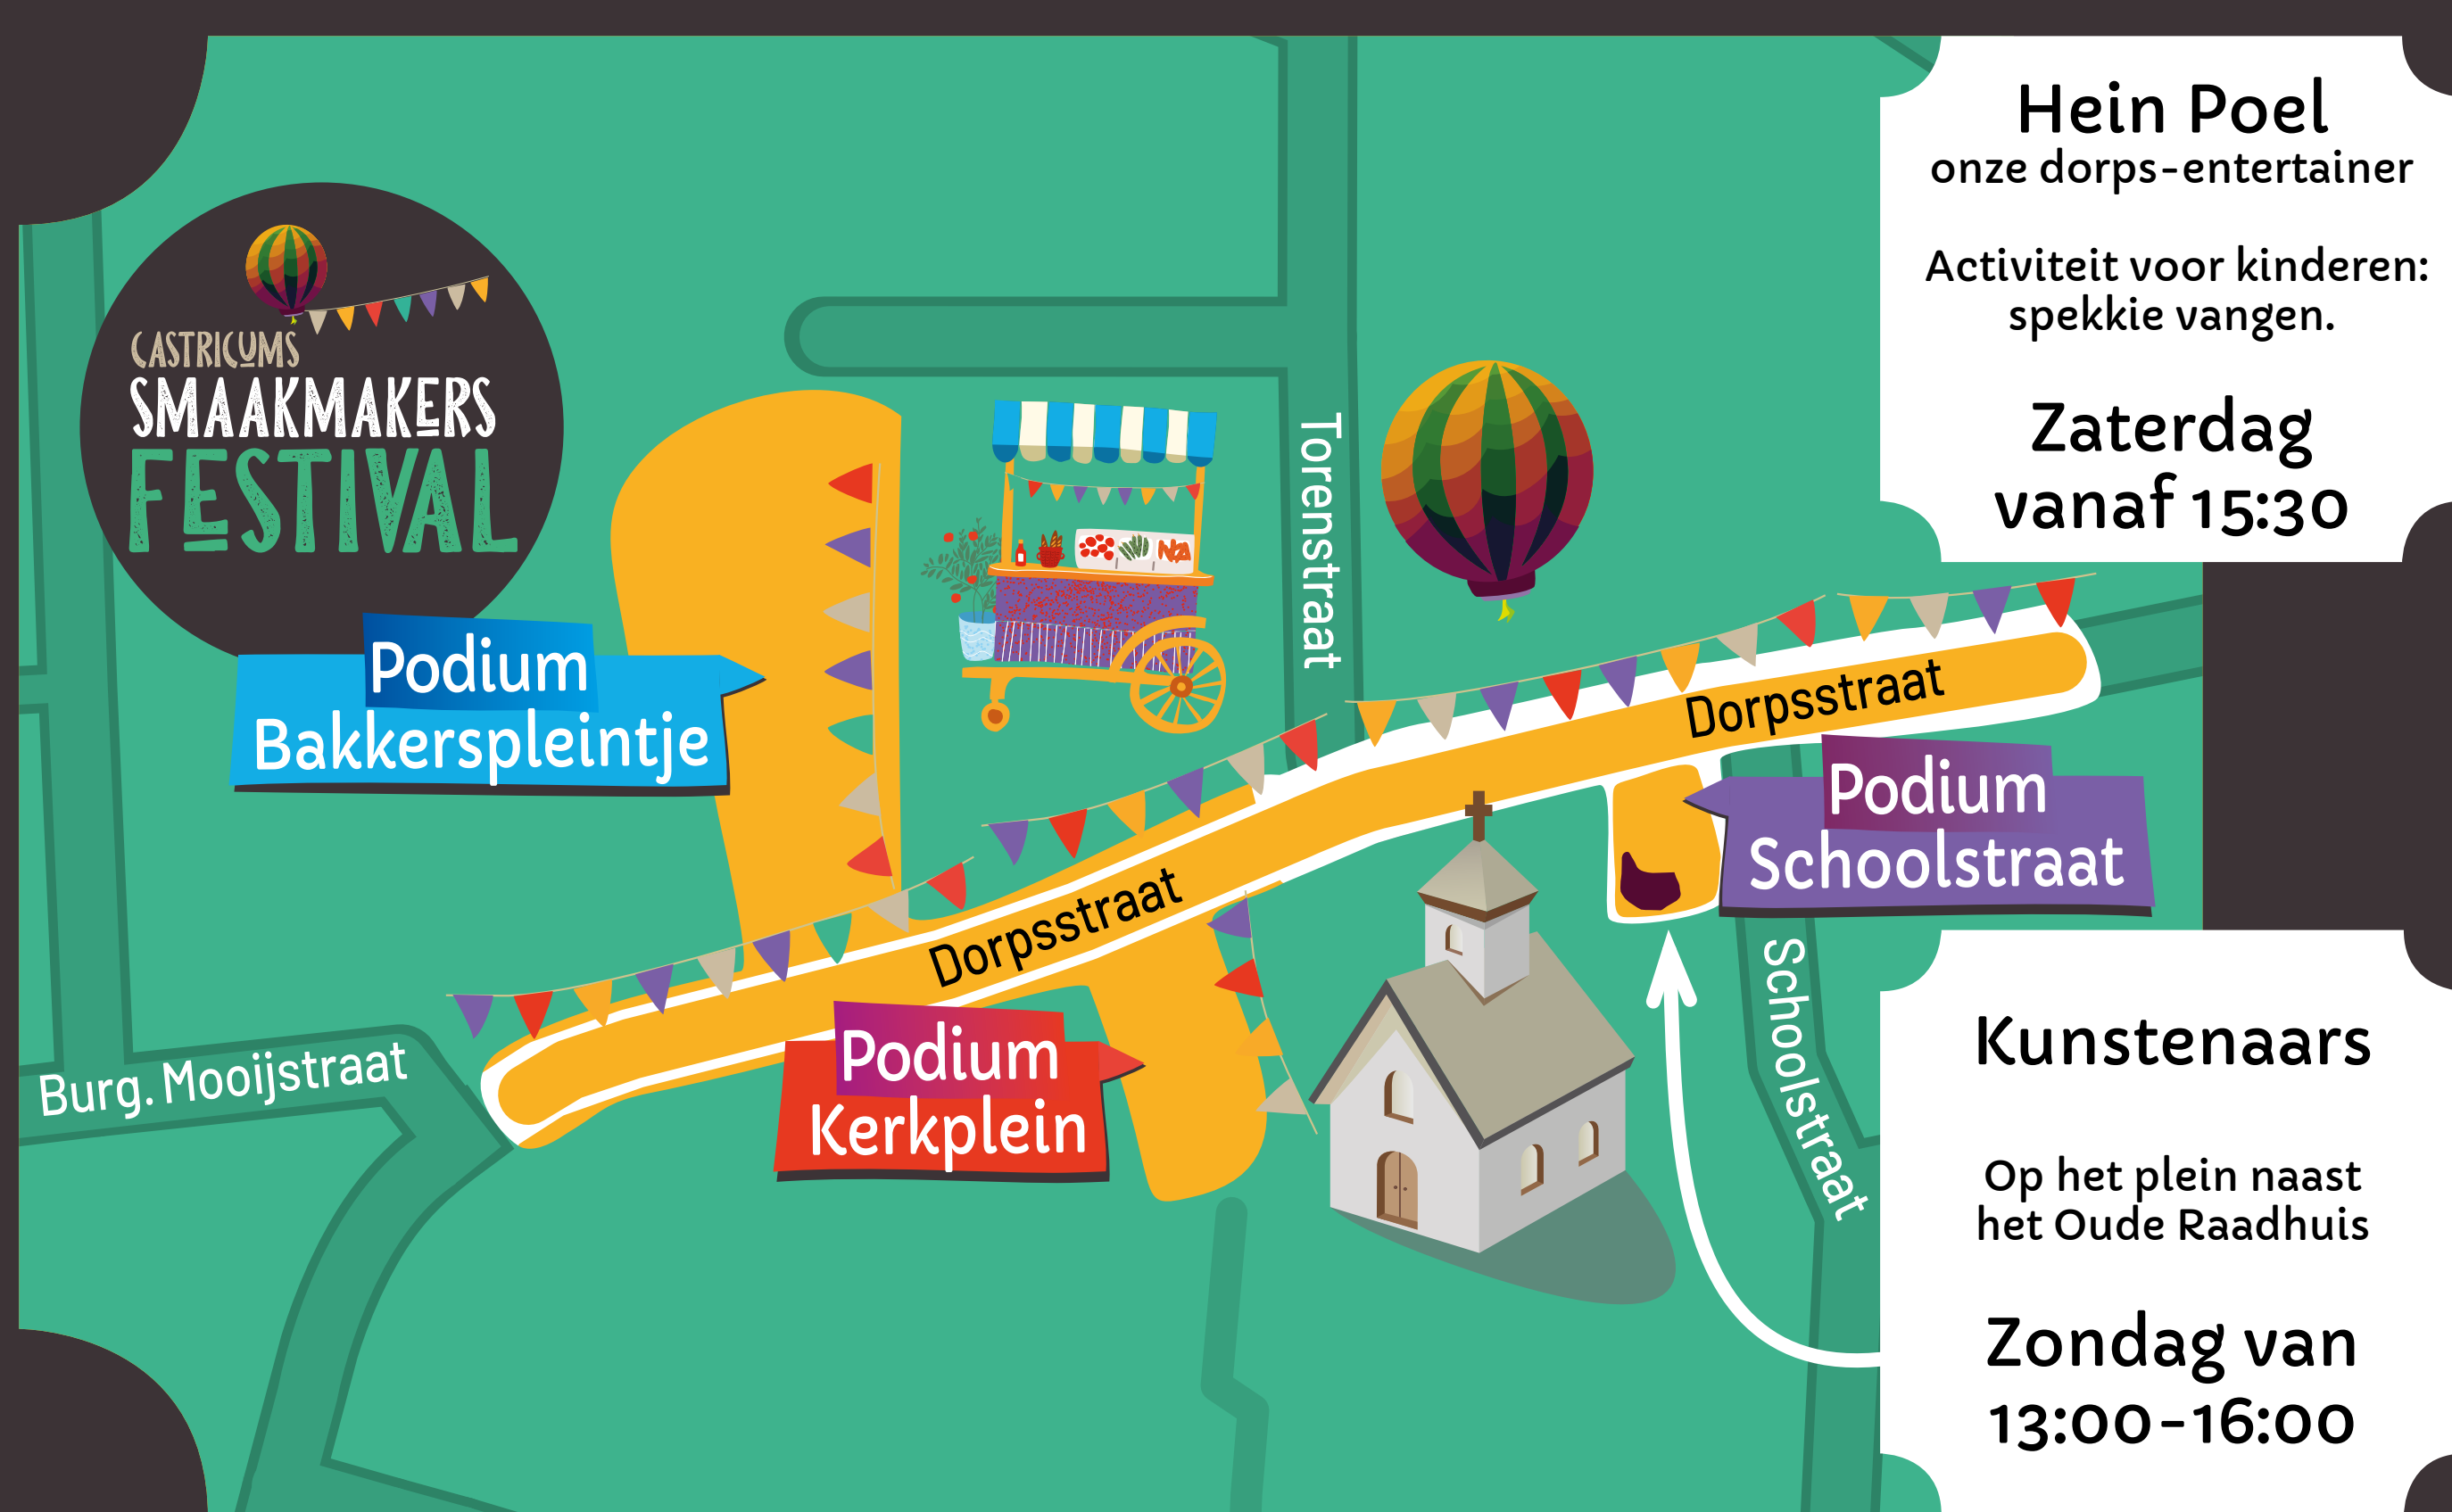 CASTRICUMS
SMAAKMAKERS
FESTIVAL
Podium
Bakkerspleintje
Torenstraat
Dorpsstraat
Dorpsstraat
Podium
Schoolstraat
Podium
Kerkplein
Burg. Mooijstraat
Schoolstraat
Hein Poel
onze dorps-entertainer
Activiteit voor kinderen:
spekkie vangen.
Zaterdag
vanaf 15:30
Kunstenaars
Op het plein naast
het Oude Raadhuis
Zondag van
13:00-16:00